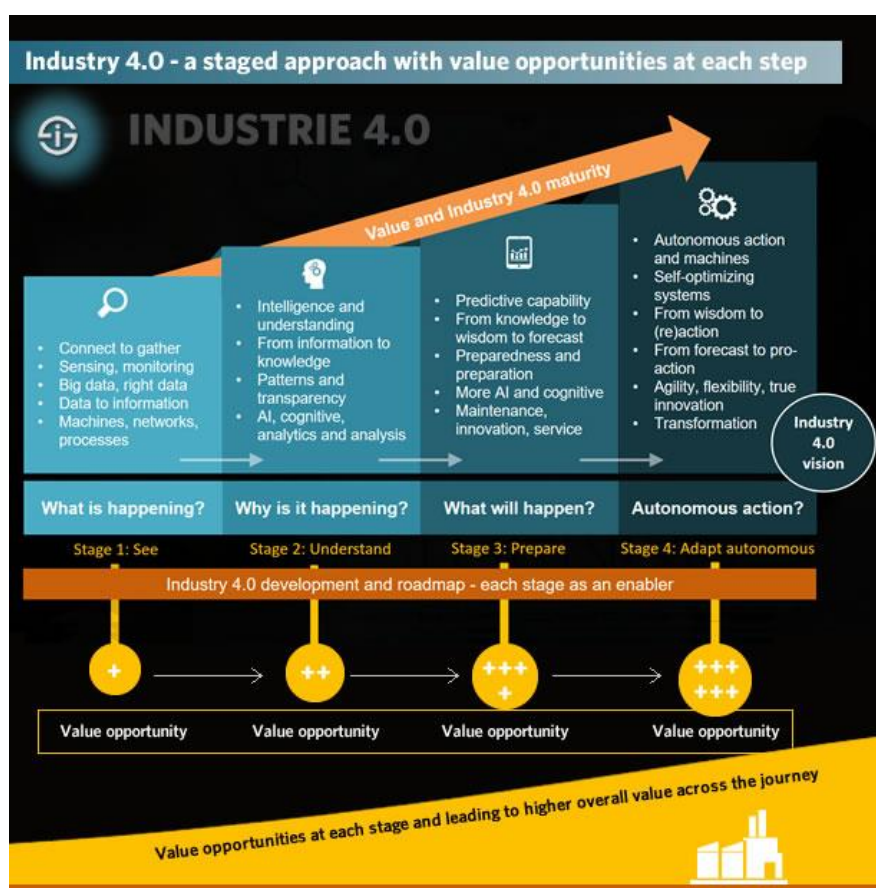 Industry 4.0 - a staged approach with value opportunities at each step
INDUSTRIE 4.0
Value and Industry 4.0 maturity
• Connect to gather
• Sensing, monitoring
• Big data, right data
• Data to information
• Machines, networks,
processes
• Intelligence and
understanding
• From information to
knowledge
• Patterns and
transparency
• AI, cognitive,
analytics and analysis
• Predictive capability
• From knowledge to
wisdom to forecast
• Preparedness and
preparation
• More AI and cognitive
• Maintenance,
innovation, service
• Autonomous action
and machines
• Self-optimizing
systems
• From wisdom to
(re)action
• From forecast to pro-
action
• Agility, flexibility, true
innovation
• Transformation
Industry
4.0
vision
What is happening?
Why is it happening?
What will happen?
Autonomous action?
Stage 1: See
Stage 2: Understand
Stage 3: Prepare
Stage 4: Adapt autonomous
Industry 4.0 development and roadmap - each stage as an enabler
+
++
+++
+
+++
+++
Value opportunity
Value opportunity
Value opportunity
Value opportunity
Value opportunities at each stage and leading to higher overall value across the journey